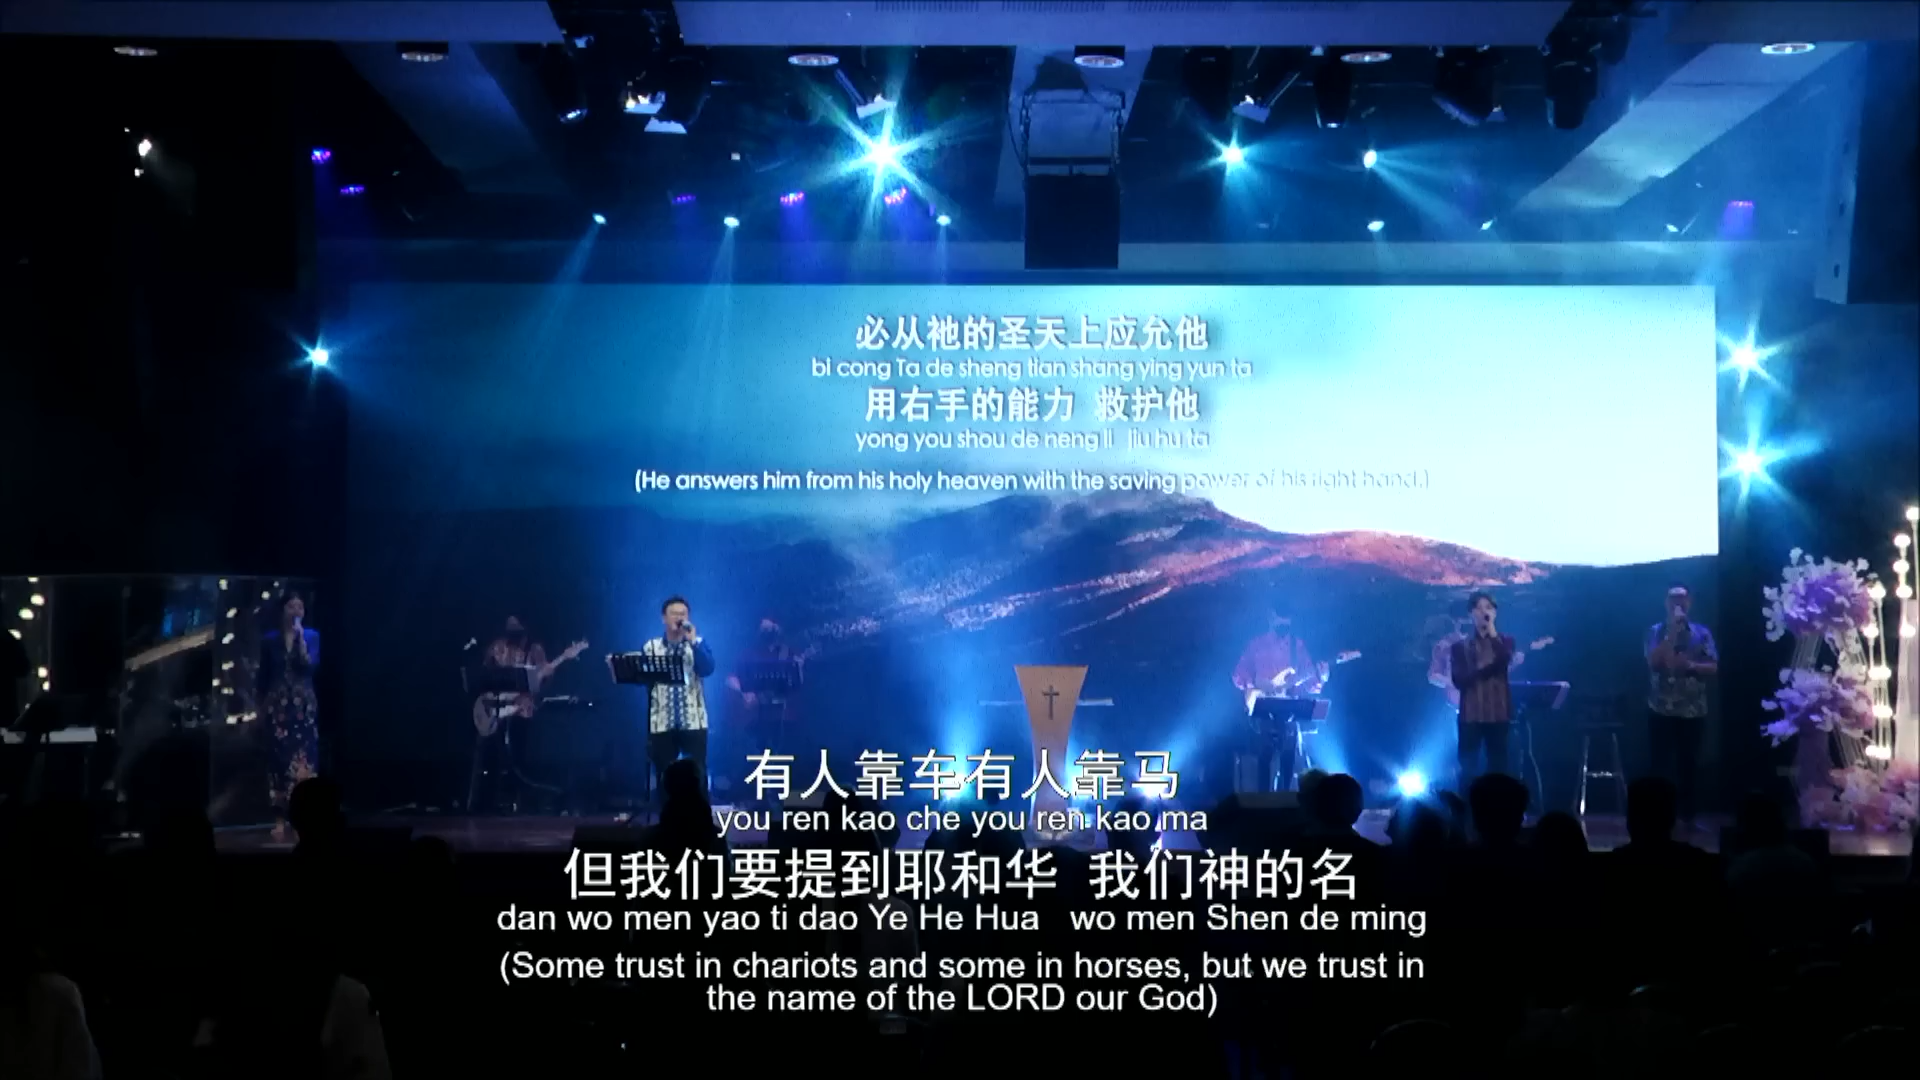 必从祂的圣天上应允他
bi cong Ta de sheng tian shang ying yun ta
用右手的能力 救护他
yong you shou de neng li jiu hu ta
(He answers him from his holy heaven with the saving power of his right hand.)
有人靠车有人靠马
you ren kao che you ren kao ma
但我们要提到耶和华 我们神的名
dan wo men yao ti dao Ye He Hua wo men Shen de ming
(Some trust in chariots and some in horses, but we trust in
the name of the LORD our God)